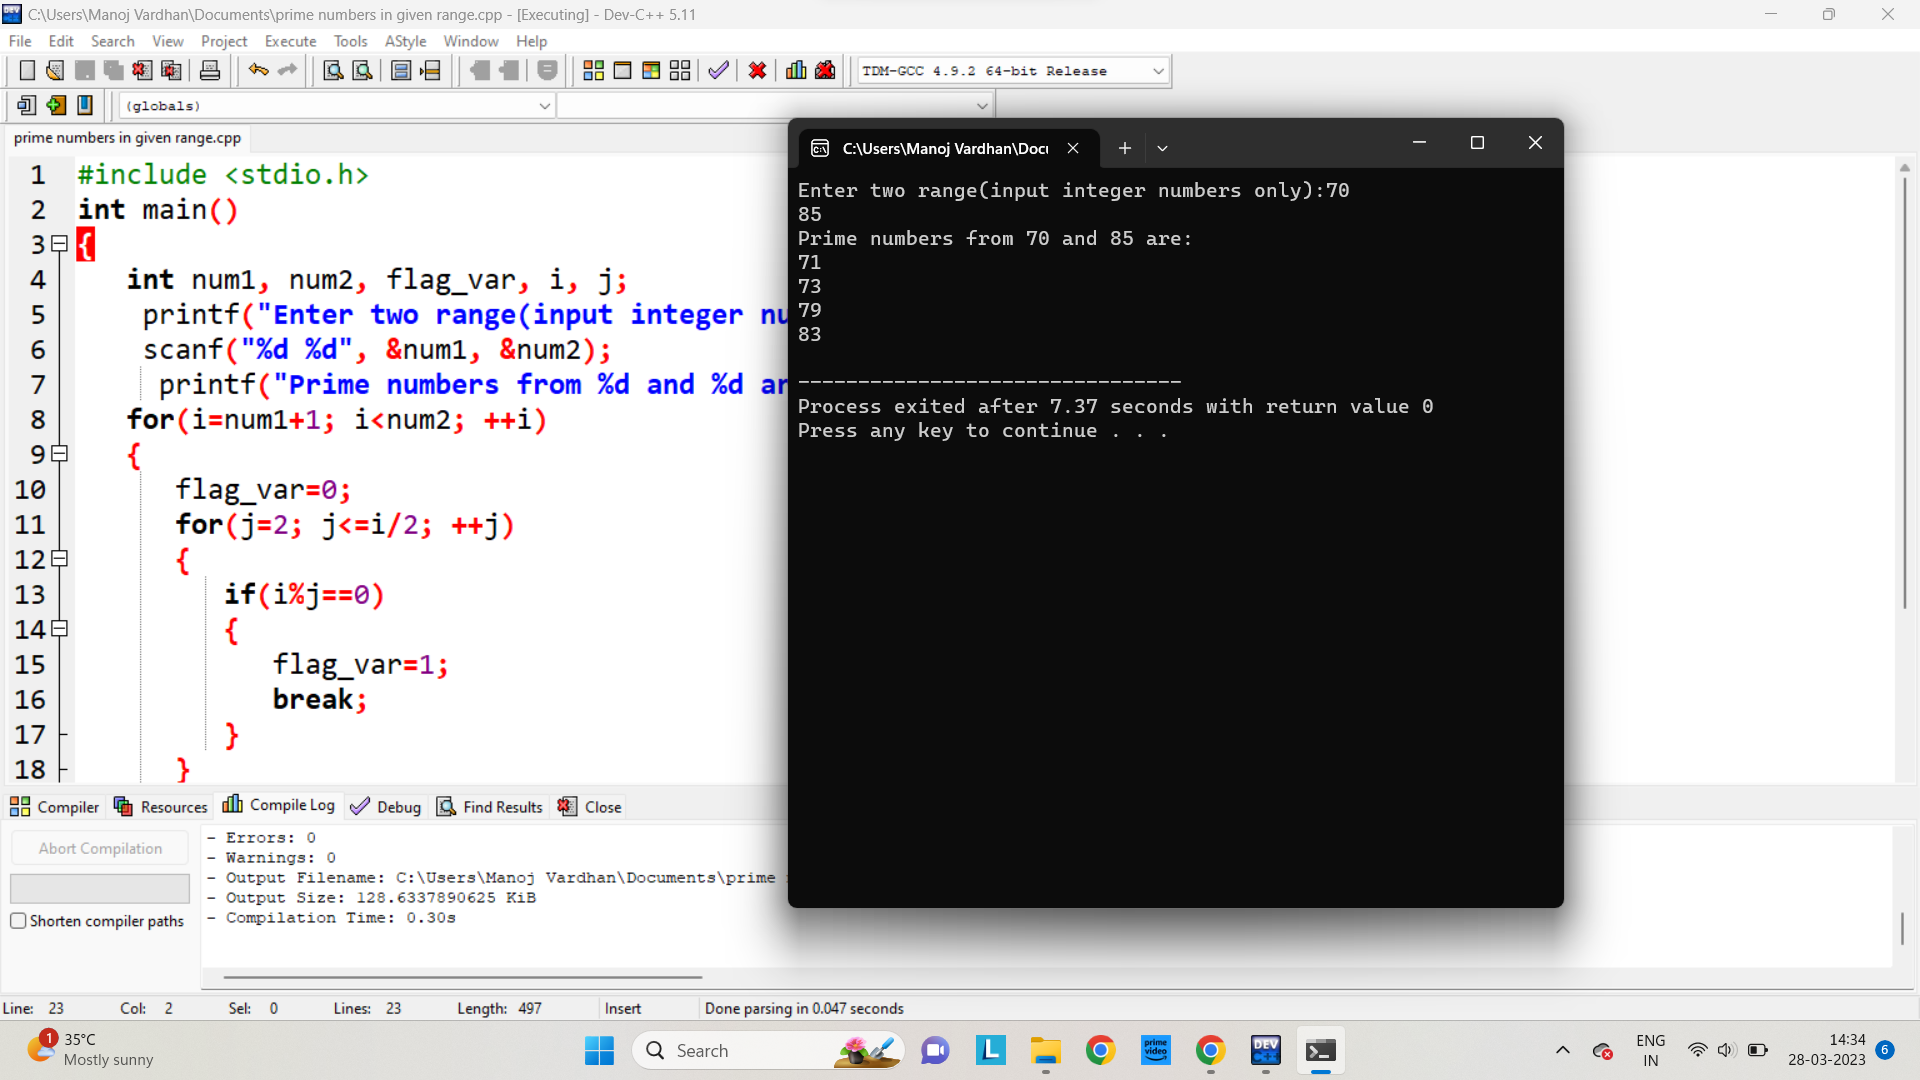 C:\Users\Manoj Vardhan\Documents\prime numbers in given range.cpp - [Executing] - Dev-C++ 5.11
File Edit Search View Project Execute Tools AStyle Window Help
TDM-GCC 4.9.2 64-bit Release
(globals)
prime numbers in given range.cpp
1 #include <stdio.h>
2 int main()
3 {
4 int num1, num2, flag_var, i, j;
5 printf("Enter two range(input integer nu
6 scanf("%d %d", &num1, &num2);
7 printf("Prime numbers from %d and %d ar
8 for(i=num1+1; i<num2; ++i)
9 {
10 flag_var=0;
11 for(j=2; j<=i/2; ++j)
12 {
13 if(i%j==0)
14 {
15 flag_var=1;
16 break;
17 }
18 }
C:\Users\Manoj Vardhan\Docu
Enter two range(input integer numbers only):70
85
Prime numbers from 70 and 85 are:
71
73
79
83
--------------------------------
Process exited after 7.37 seconds with return value 0
Press any key to continue . . .
Compiler Resources Compile Log Debug Find Results Close
Abort Compilation
Shorten compiler paths
- Errors: 0
- Warnings: 0
- Output Filename: C:\Users\Manoj Vardhan\Documents\prime
- Output Size: 128.6337890625 KiB
- Compilation Time: 0.30s
Line: 23 Col: 2 Sel: 0 Lines: 23 Length: 497 Insert Done parsing in 0.047 seconds
1
35°C
Mostly sunny
Search
L
prime video
DEV C++
ENG
IN
14:34
28-03-2023
6